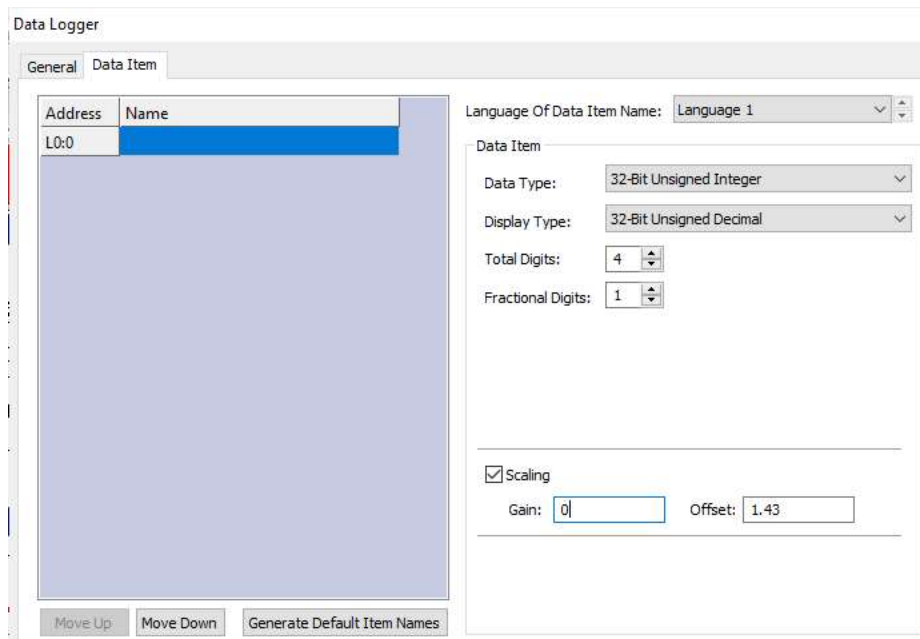 Data Logger
General Data Item
Address Name
L0:0
Language Of Data Item Name: Language 1
Data Item
Data Type: 32-Bit Unsigned Integer
Display Type: 32-Bit Unsigned Decimal
Total Digits: 4
Fractional Digits: 1
Scaling
Gain: 0 Offset: 1.43
Move Up Move Down Generate Default Item Names